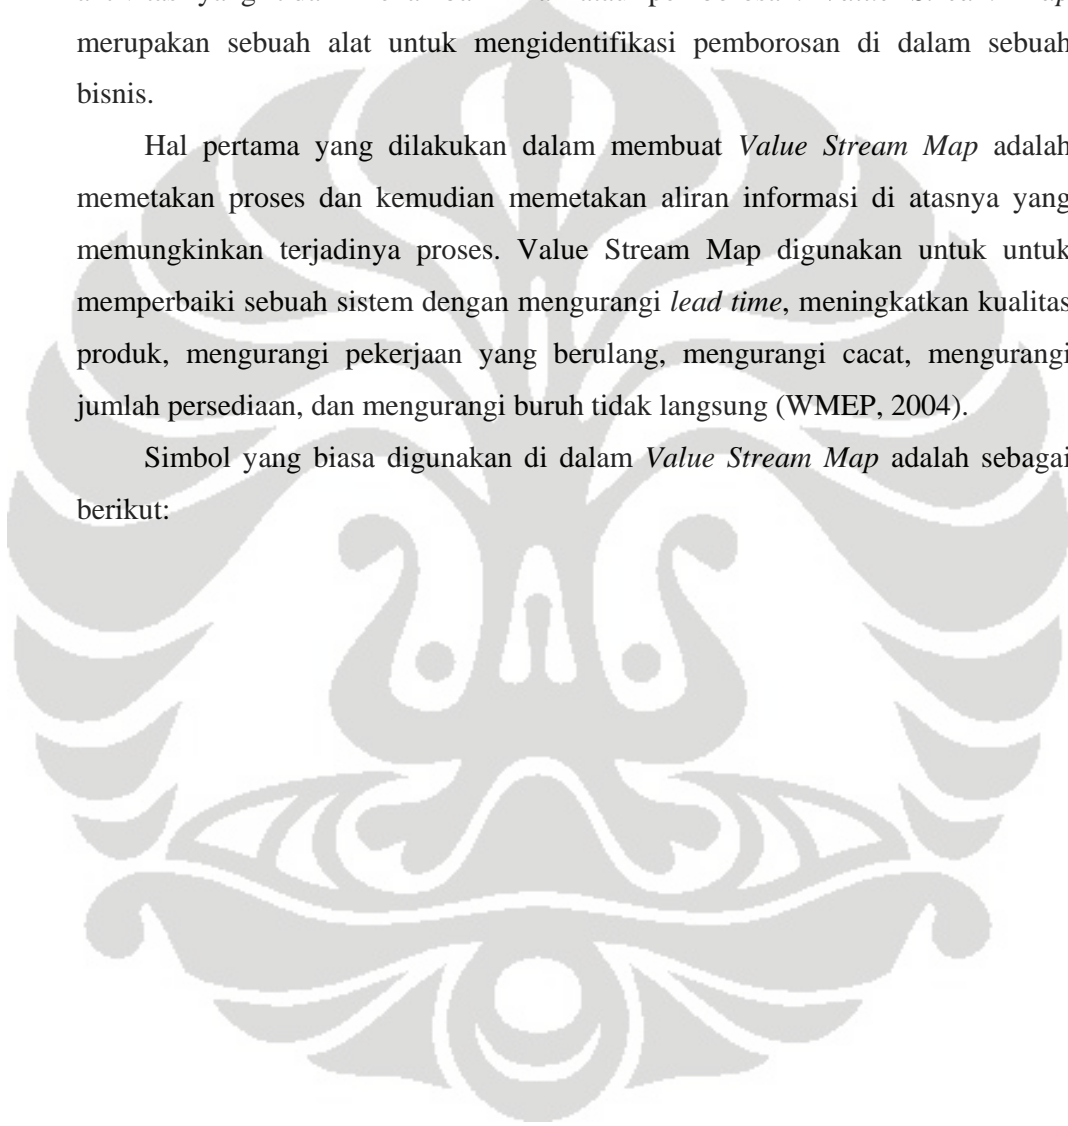 merupakan sebuah alat untuk mengidentifikasi pemborosan di dalam sebuah
bisnis.
Hal pertama yang dilakukan dalam membuat Value Stream Map adalah
memetakan proses dan kemudian memetakan aliran informasi di atasnya yang
memungkinkan terjadinya proses. Value Stream Map digunakan untuk untuk
memperbaiki sebuah sistem dengan mengurangi lead time, meningkatkan kualitas
produk, mengurangi pekerjaan yang berulang, mengurangi cacat, mengurangi
jumlah persediaan, dan mengurangi buruh tidak langsung (WMEP, 2004).
Simbol yang biasa digunakan di dalam Value Stream Map adalah sebagai
berikut: